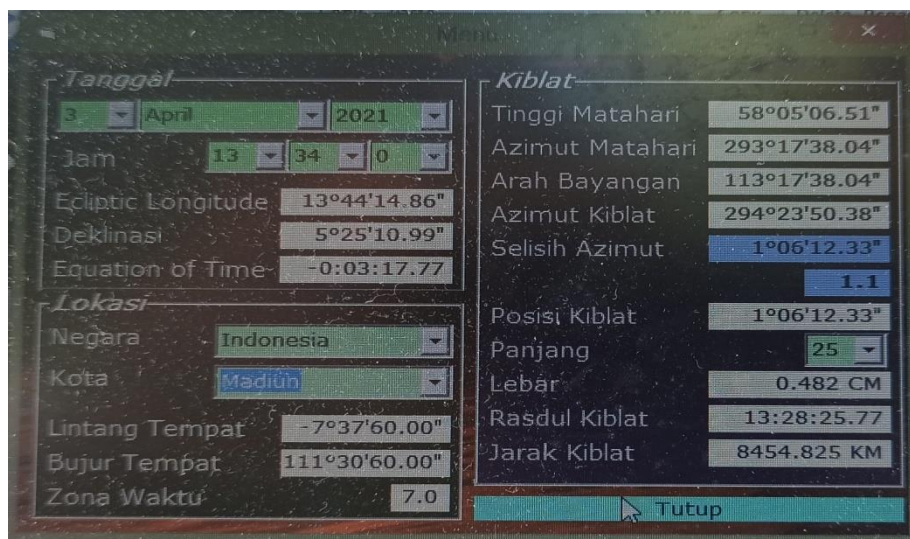 Menu
Tanggal
3 April 2021
Jam 13 34 0
Ecliptic Longitude 13°44'14.86"
Deklinasi 5°25'10.99"
Equation of Time -0:03:17.77
Lokasi
Negara Indonesia
Kota Madiun
Lintang Tempat -7°37'60.00"
Bujur Tempat 111°30'60.00"
Zona Waktu 7.0
Kiblat
Tinggi Matahari 58°05'06.51"
Azimut Matahari 293°17'38.04"
Arah Bayangan 113°17'38.04"
Azimut Kiblat 294°23'50.38"
Selisih Azimut 1°06'12.33"
1.1
Posisi Kiblat 1°06'12.33"
Panjang 25
Lebar 0.482 CM
Rasdul Kiblat 13:28:25.77
Jarak Kiblat 8454.825 KM
Tutup